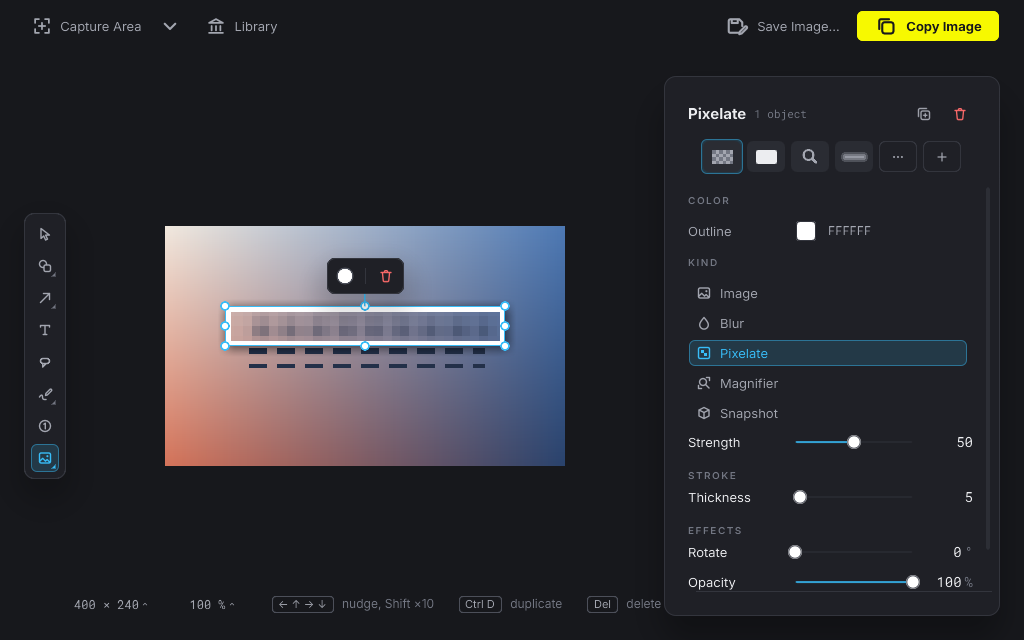 Capture Area
Library
Save Image...
Copy Image
Pixelate 1 object
COLOR
Outline FFFFFF
KIND
Image
Blur
Pixelate
Magnifier
Snapshot
Strength 50
STROKE
Thickness 5
EFFECTS
Rotate 0 °
Opacity 100 %
400 × 240
100 %
← ↑ → ↓ nudge, Shift ×10
Ctrl D duplicate
Del delete